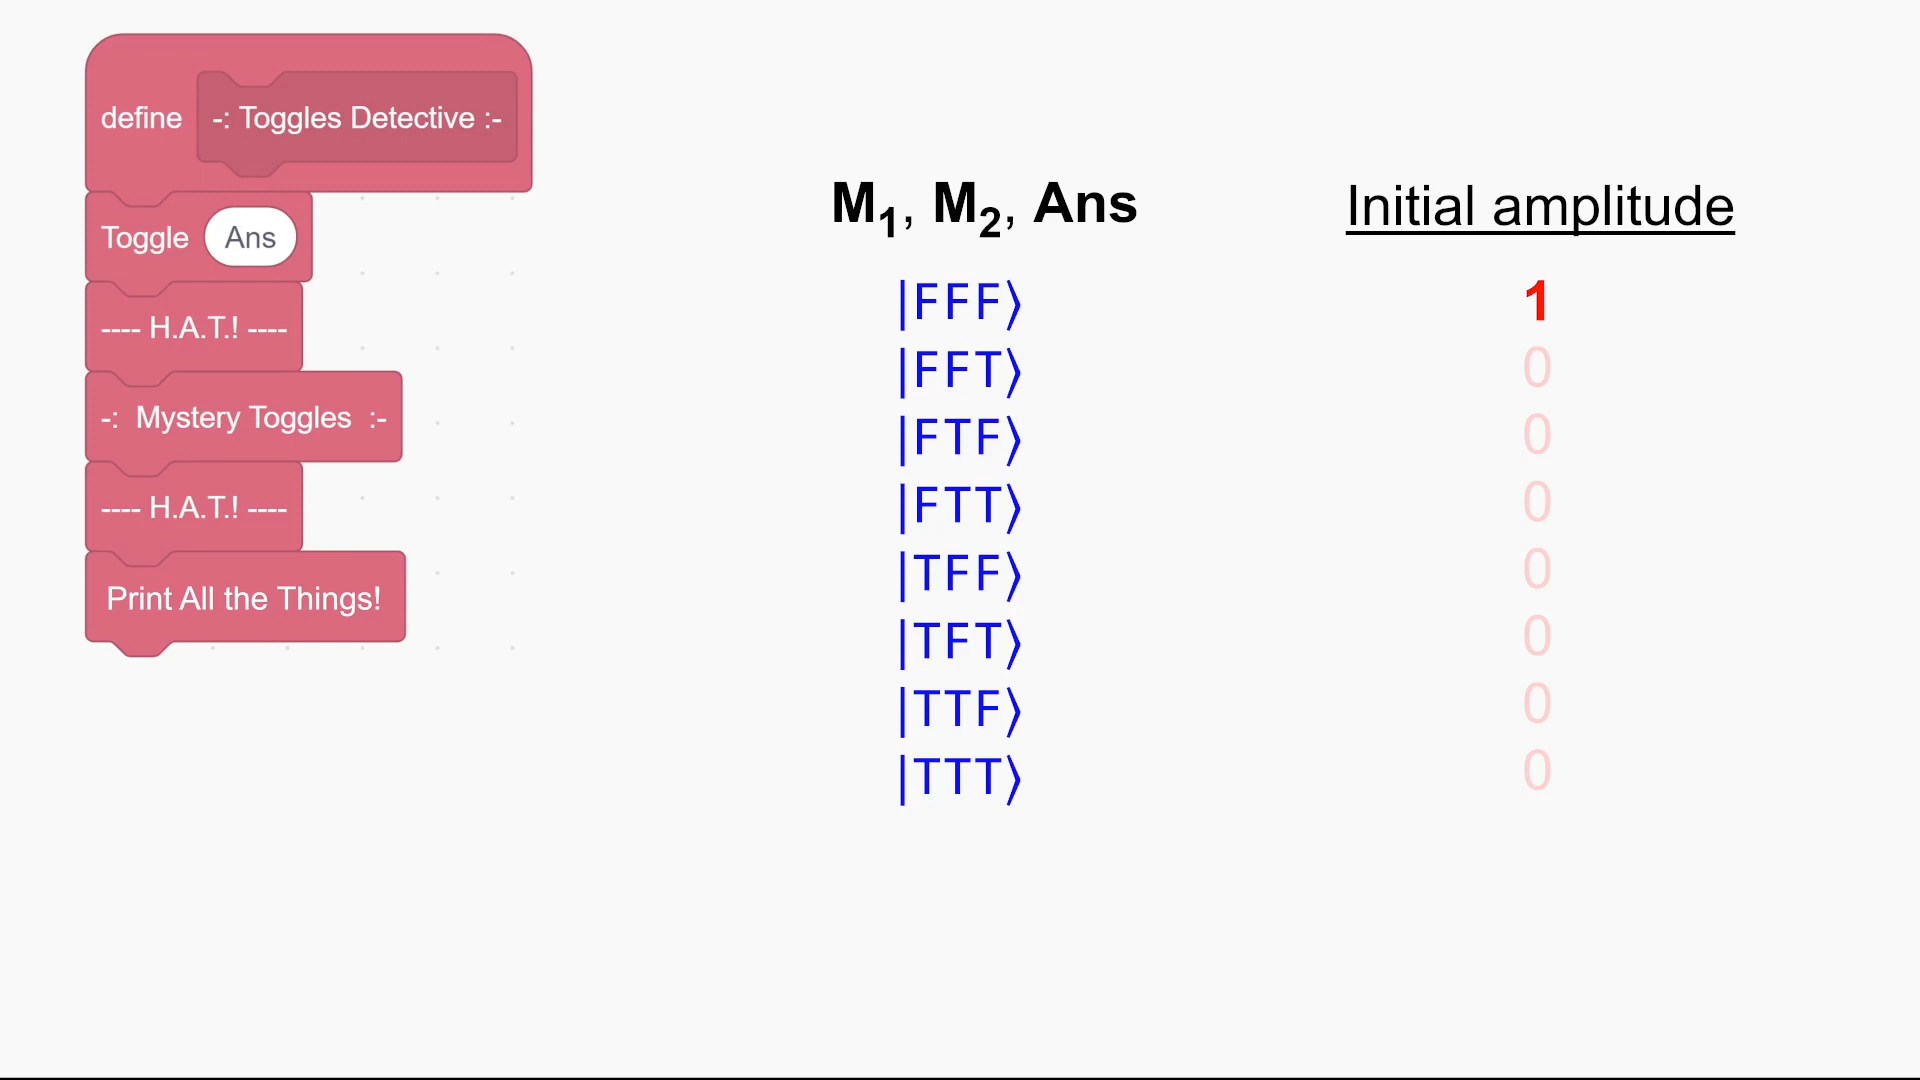 define -: Toggles Detective :-
Toggle Ans
---- H.A.T.! ----
-: Mystery Toggles :-
---- H.A.T.! ----
Print All the Things!
M₁, M₂, Ans Initial amplitude
|FFF⟩ 1
|FFT⟩ 0
|FTF⟩ 0
|FTT⟩ 0
|TFF⟩ 0
|TFT⟩ 0
|TTF⟩ 0
|TTT⟩ 0